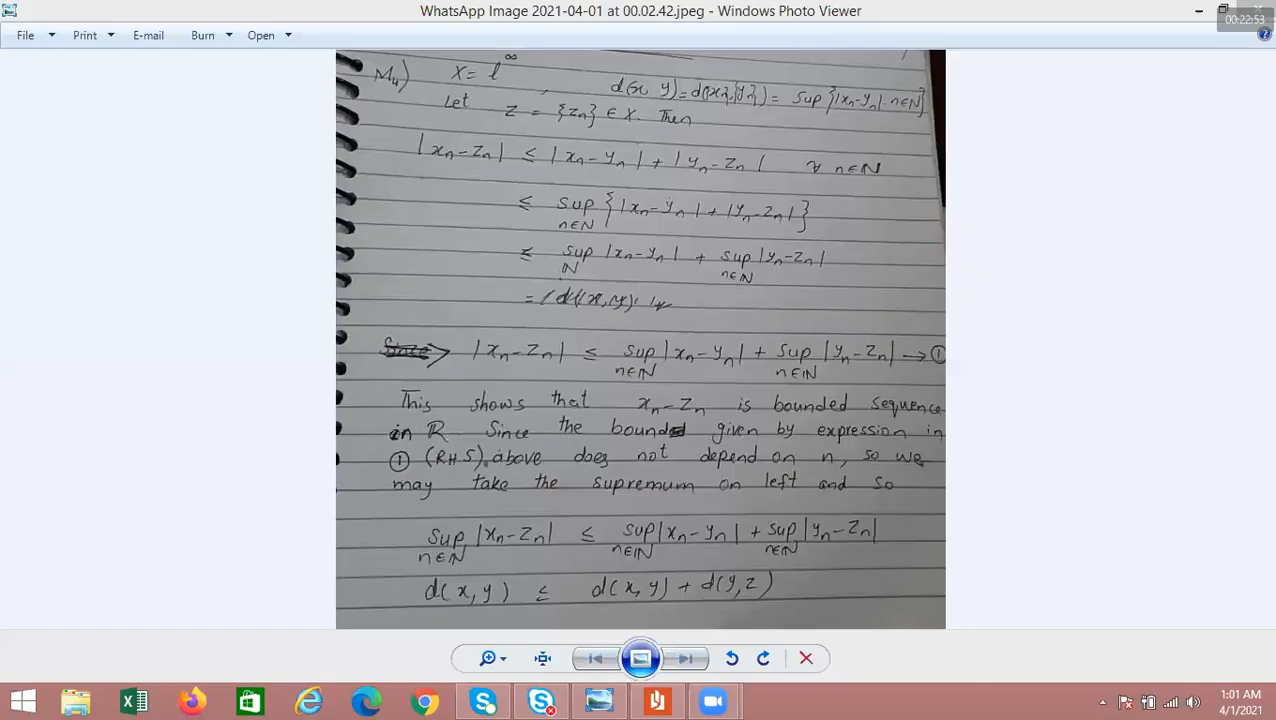 WhatsApp Image 2021-04-01 at 00.02.42.jpeg - Windows Photo Viewer
00:22:53
File Print E-mail Burn Open
M₄) X = l^∞ , d(x, y) = d({xₙ}, {yₙ}) = sup {|xₙ-yₙ| : n∈N}
Let z = {zₙ} ∈ X. Then
|xₙ-zₙ| ≤ |xₙ-yₙ| + |yₙ-zₙ| ∀ n∈N
≤ sup n∈N {|xₙ-yₙ| + |yₙ-zₙ|}
≤ sup N |xₙ-yₙ| + sup n∈N |yₙ-zₙ|
= d(x,y)
Since ⇒ |xₙ-zₙ| ≤ sup n∈N |xₙ-yₙ| + sup n∈N |yₙ-zₙ| → ①
This shows that xₙ-zₙ is bounded sequence
in R Since the bound given by expression in
① (RHS) above does not depend on n, so we
may take the supremum on left and so
sup n∈N |xₙ-zₙ| ≤ sup n∈N |xₙ-yₙ| + sup n∈N |yₙ-zₙ|
d(x, y) ≤ d(x, y) + d(y, z)
1:01 AM
4/1/2021